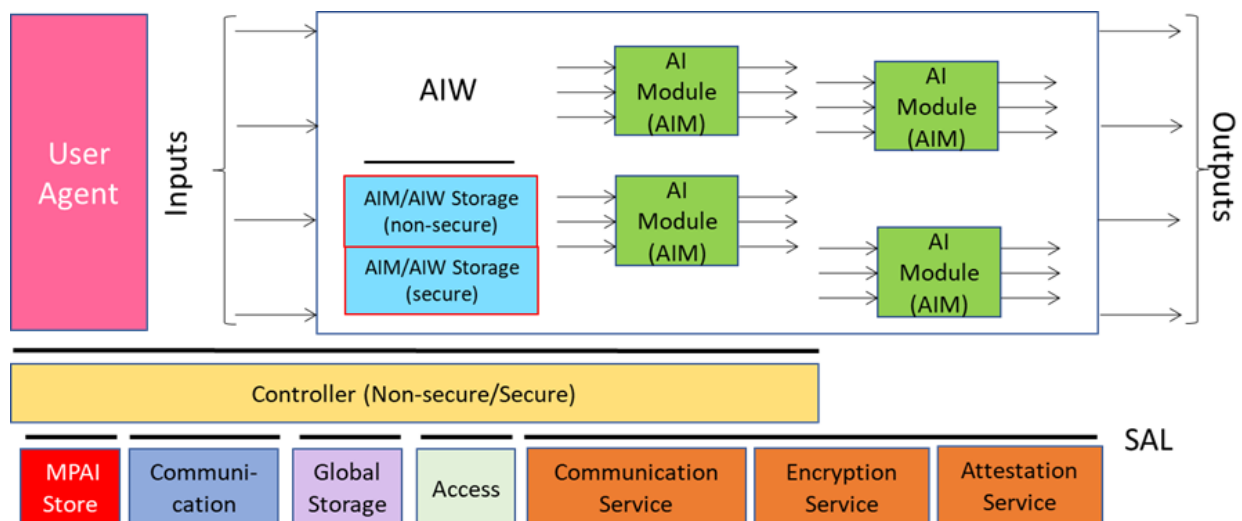 User
Agent
Inputs
AIW
AIM/AIW Storage
(non-secure)
AIM/AIW Storage
(secure)
AI
Module
(AIM)
AI
Module
(AIM)
AI
Module
(AIM)
AI
Module
(AIM)
Outputs
Controller (Non-secure/Secure)
SAL
MPAI
Store
Communi-
cation
Global
Storage
Access
Communication
Service
Encryption
Service
Attestation
Service